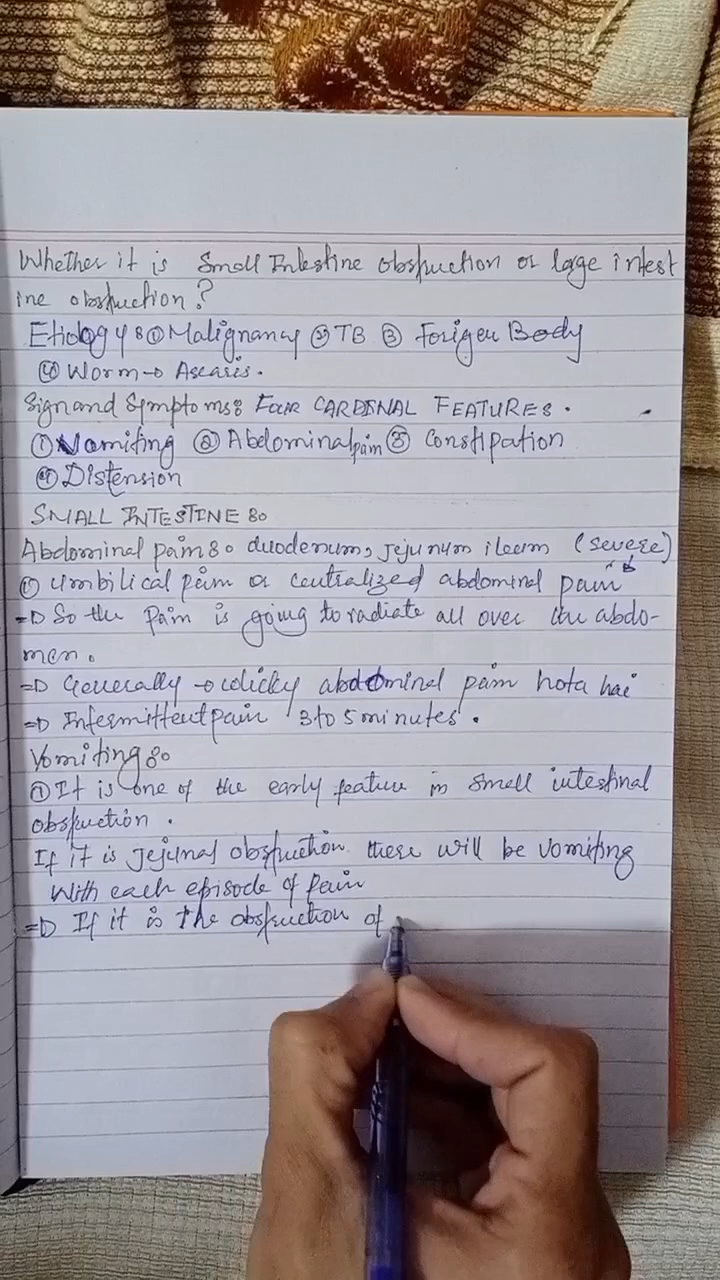 Whether it is Small Intestine obstruction or large intest
ine obstruction?
Etiology 8 ① Malignancy ② TB ③ Forigen Body
④ Worm → Ascaris.
Sign and Symptoms: FOUR CARDINAL FEATURES.
① Vomiting ② Abdominal pain ③ Constipation
④ Distension
SMALL INTESTINE :-
Abdominal pain :- duodenum, jejunum ileum (severe)
① Umbilical pain or centralized abdominal pain
=> So the pain is going to radiate all over the abdo-
men.
=> Generally → colicky abdominal pain hota hai
=> Intermittent pain 3 to 5 minutes.
Vomiting :-
① It is one of the early feature in small intestinal
obstruction.
If it is jejunal obstruction there will be vomiting
With each episode of pain
=> If it is the obstruction of